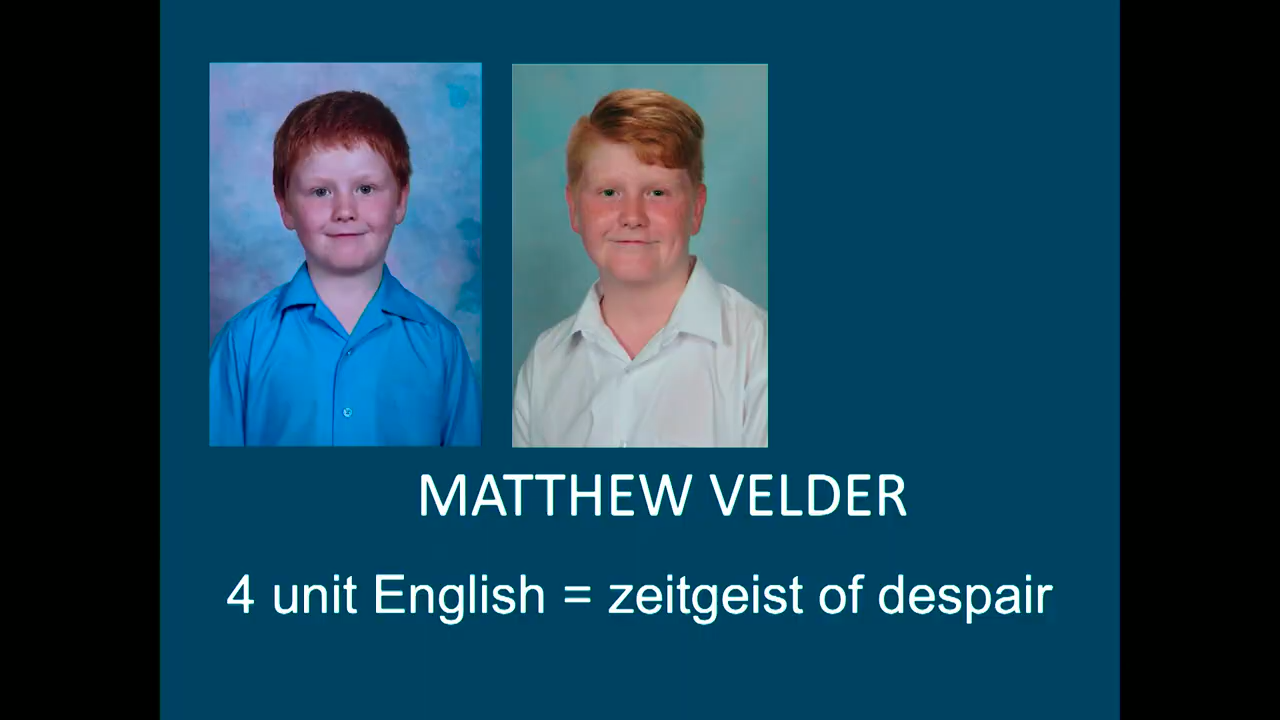 MATTHEW VELDER
4 unit English = zeitgeist of despair